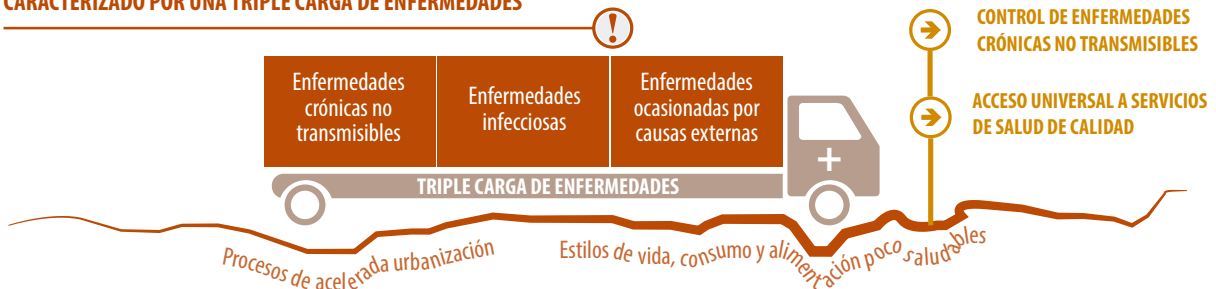 CARACTERIZADO POR UNA TRIPLE CARGA DE ENFERMEDADES
!
CONTROL DE ENFERMEDADES
CRÓNICAS NO TRANSMISIBLES
ACCESO UNIVERSAL A SERVICIOS
DE SALUD DE CALIDAD
Enfermedades
crónicas no
transmisibles
Enfermedades
infecciosas
Enfermedades
ocasionadas por
causas externas
TRIPLE CARGA DE ENFERMEDADES
Procesos de acelerada urbanización
Estilos de vida, consumo y alimentación poco saludables